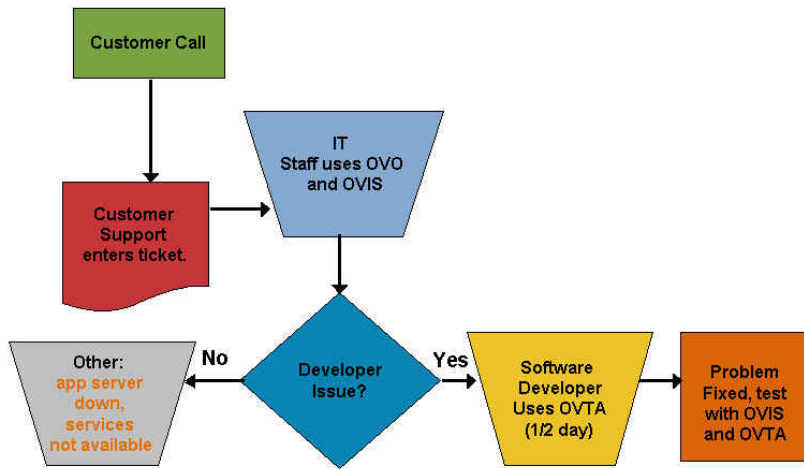 Customer Call
IT
Staff uses OVO
and OVIS
Customer
Support
enters ticket.
Developer
Issue?
No
Yes
Other:
app server
down,
services
not available
Software
Developer
Uses OVTA
(1/2 day)
Problem
Fixed, test
with OVIS
and OVTA